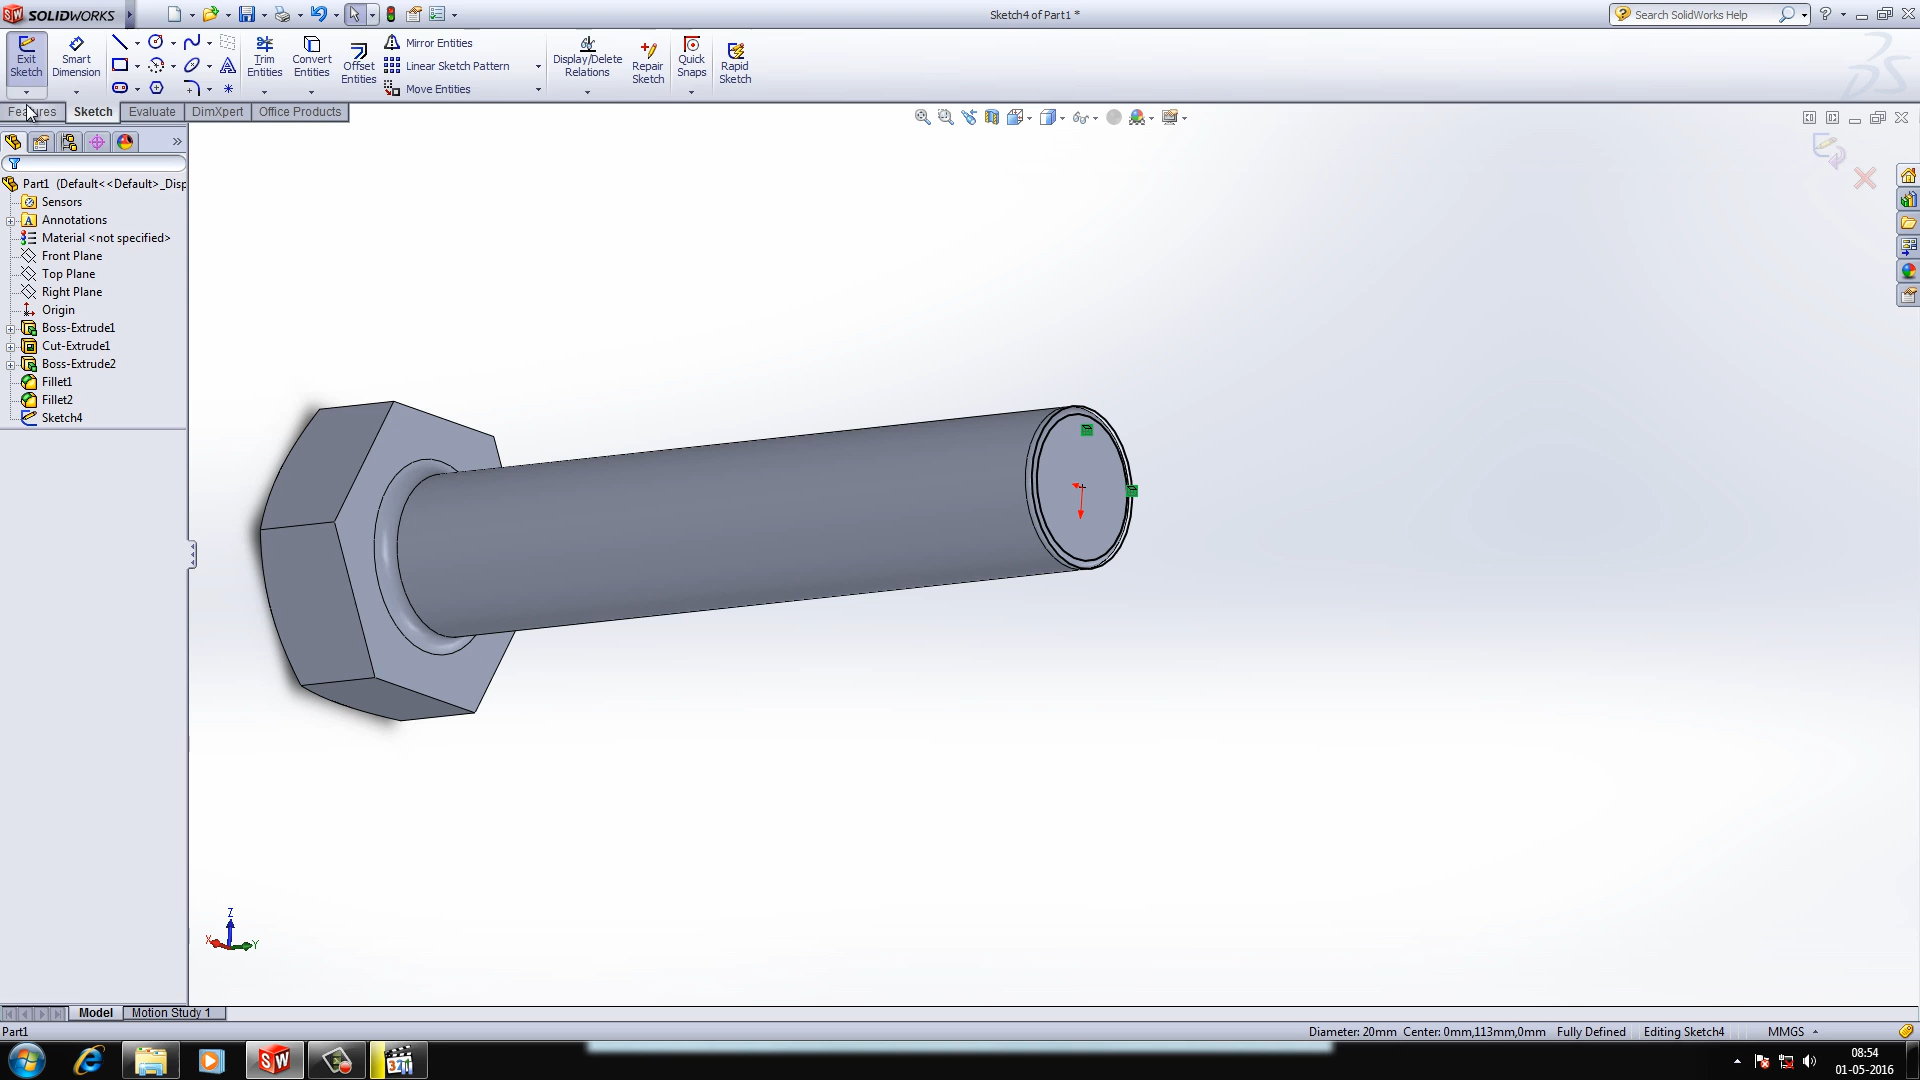 SOLIDWORKS
Sketch4 of Part1 *
Search SolidWorks Help
Exit Sketch
Smart Dimension
Trim Entities
Convert Entities
Offset Entities
Mirror Entities
Linear Sketch Pattern
Move Entities
Display/Delete Relations
Repair Sketch
Quick Snaps
Rapid Sketch
Features
Sketch
Evaluate
DimXpert
Office Products
Part1 (Default<<Default>_Disp
Sensors
Annotations
Material <not specified>
Front Plane
Top Plane
Right Plane
Origin
Boss-Extrude1
Cut-Extrude1
Boss-Extrude2
Fillet1
Fillet2
Sketch4
Z
X
Y
Model
Motion Study 1
Part1
Diameter: 20mm Center: 0mm,113mm,0mm
Fully Defined
Editing Sketch4
MMGS
08:54
01-05-2016